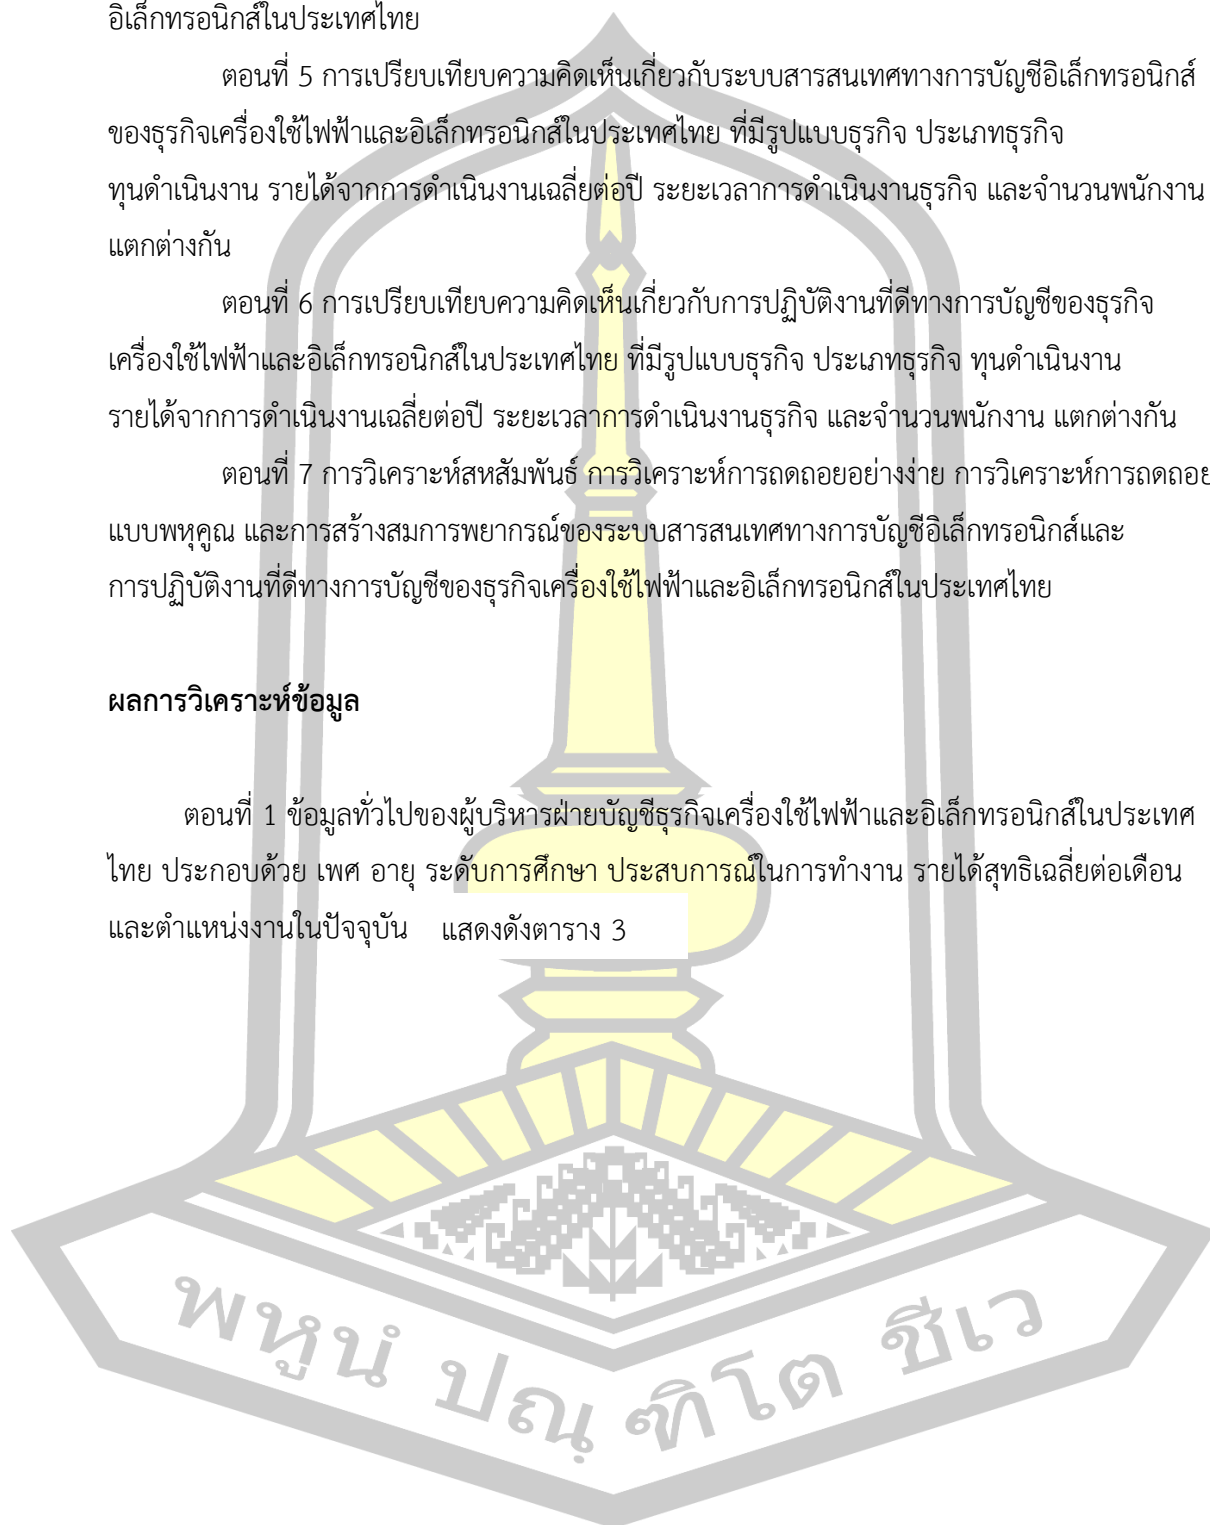 อิเล็กทรอนิกส์ในประเทศไทย
ตอนที่ 5 การเปรียบเทียบความคิดเห็นเกี่ยวกับระบบสารสนเทศทางการบัญชีอิเล็กทรอนิกส์
ของธุรกิจเครื่องใช้ไฟฟ้าและอิเล็กทรอนิกส์ในประเทศไทย ที่มีรูปแบบธุรกิจ ประเภทธุรกิจ
ทุนดำเนินงาน รายได้จากการดำเนินงานเฉลี่ยต่อปี ระยะเวลาการดำเนินงานธุรกิจ และจำนวนพนักงาน
แตกต่างกัน
ตอนที่ 6 การเปรียบเทียบความคิดเห็นเกี่ยวกับการปฏิบัติงานที่ดีทางการบัญชีของธุรกิจ
เครื่องใช้ไฟฟ้าและอิเล็กทรอนิกส์ในประเทศไทย ที่มีรูปแบบธุรกิจ ประเภทธุรกิจ ทุนดำเนินงาน
รายได้จากการดำเนินงานเฉลี่ยต่อปี ระยะเวลาการดำเนินงานธุรกิจ และจำนวนพนักงาน แตกต่างกัน
ตอนที่ 7 การวิเคราะห์สหสัมพันธ์ การวิเคราะห์การถดถอยอย่างง่าย การวิเคราะห์การถดถอย
แบบพหุคูณ และการสร้างสมการพยากรณ์ของระบบสารสนเทศทางการบัญชีอิเล็กทรอนิกส์และ
การปฏิบัติงานที่ดีทางการบัญชีของธุรกิจเครื่องใช้ไฟฟ้าและอิเล็กทรอนิกส์ในประเทศไทย
ผลการวิเคราะห์ข้อมูล
ตอนที่ 1 ข้อมูลทั่วไปของผู้บริหารฝ่ายบัญชีธุรกิจเครื่องใช้ไฟฟ้าและอิเล็กทรอนิกส์ในประเทศ
ไทย ประกอบด้วย เพศ อายุ ระดับการศึกษา ประสบการณ์ในการทำงาน รายได้สุทธิเฉลี่ยต่อเดือน
และตำแหน่งงานในปัจจุบัน แสดงดังตาราง 3
พหูนํ ปณฺฑิโต ชีเว